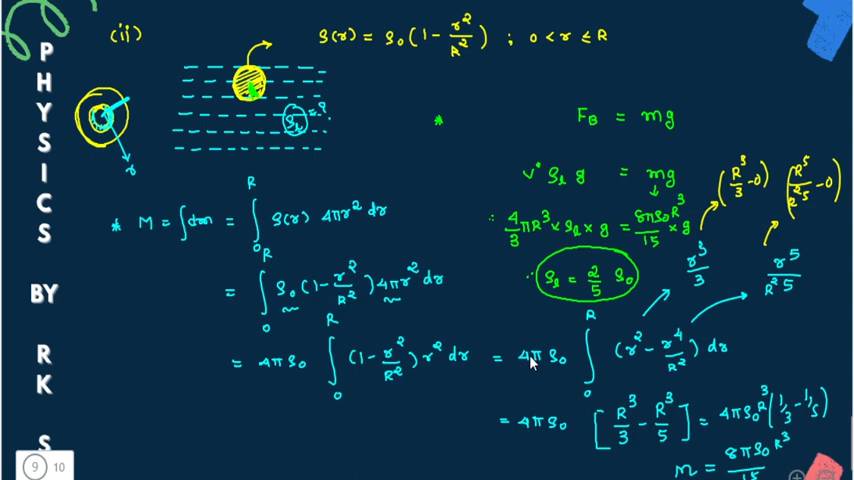 PHYSICS
BY
RK
S
(ii) ρ(r) = ρ₀ (1 - r²/R²) ; 0 < r ≤ R
ρₗ = ?
r
* F_B = mg
v* ρₗ g = mg
∴ 4/3 πR³ × ρₗ × g = 8πρ₀R³/15 × g
∴ ρₗ = 2/5 ρ₀
(R³/3 - 0) (R⁵/R²5 - 0)
r³/3 r⁵/R²5
* M = ∫dm = ∫₀ᴿ ρ(r) 4πr² dr
= ∫₀ᴿ ρ₀ (1 - r²/R²) 4πr² dr
= 4πρ₀ ∫₀ᴿ (1 - r²/R²) r² dr = 4πρ₀ ∫₀ᴿ (r² - r⁴/R²) dr
= 4πρ₀ [R³/3 - R³/5] = 4πρ₀R³ (1/3 - 1/5)
m = 8πρ₀R³/15
9 10